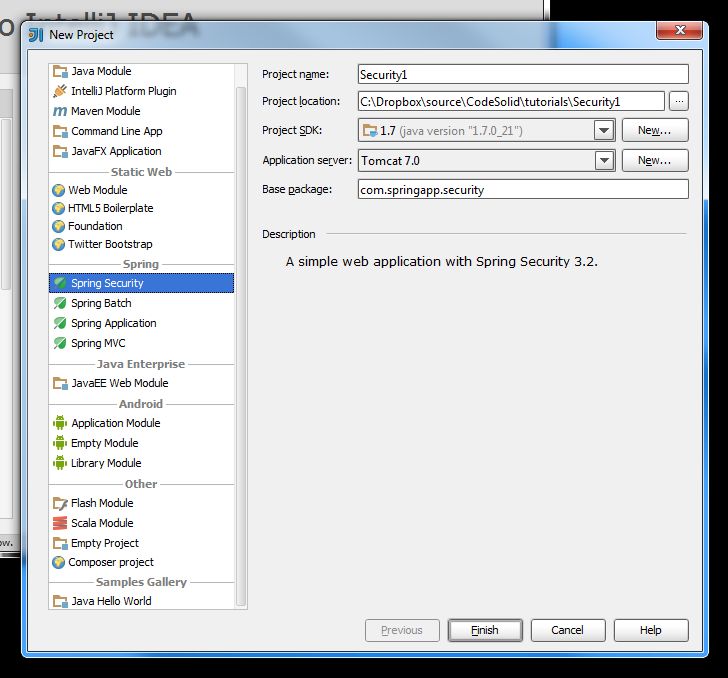 o IntelliJ IDEA
New Project
Java Module
IntelliJ Platform Plugin
Maven Module
Command Line App
JavaFX Application
Static Web
Web Module
HTML5 Boilerplate
Foundation
Twitter Bootstrap
Spring
Spring Security
Spring Batch
Spring Application
Spring MVC
Java Enterprise
JavaEE Web Module
Android
Application Module
Empty Module
Library Module
Other
Flash Module
Scala Module
Empty Project
Composer project
Samples Gallery
Java Hello World
Project name: Security1
Project location: C:\Dropbox\source\CodeSolid\tutorials\Security1 ...
Project SDK: 1.7 (java version "1.7.0_21") New...
Application server: Tomcat 7.0 New...
Base package: com.springapp.security
Description
A simple web application with Spring Security 3.2.
ow.
Previous Finish Cancel Help